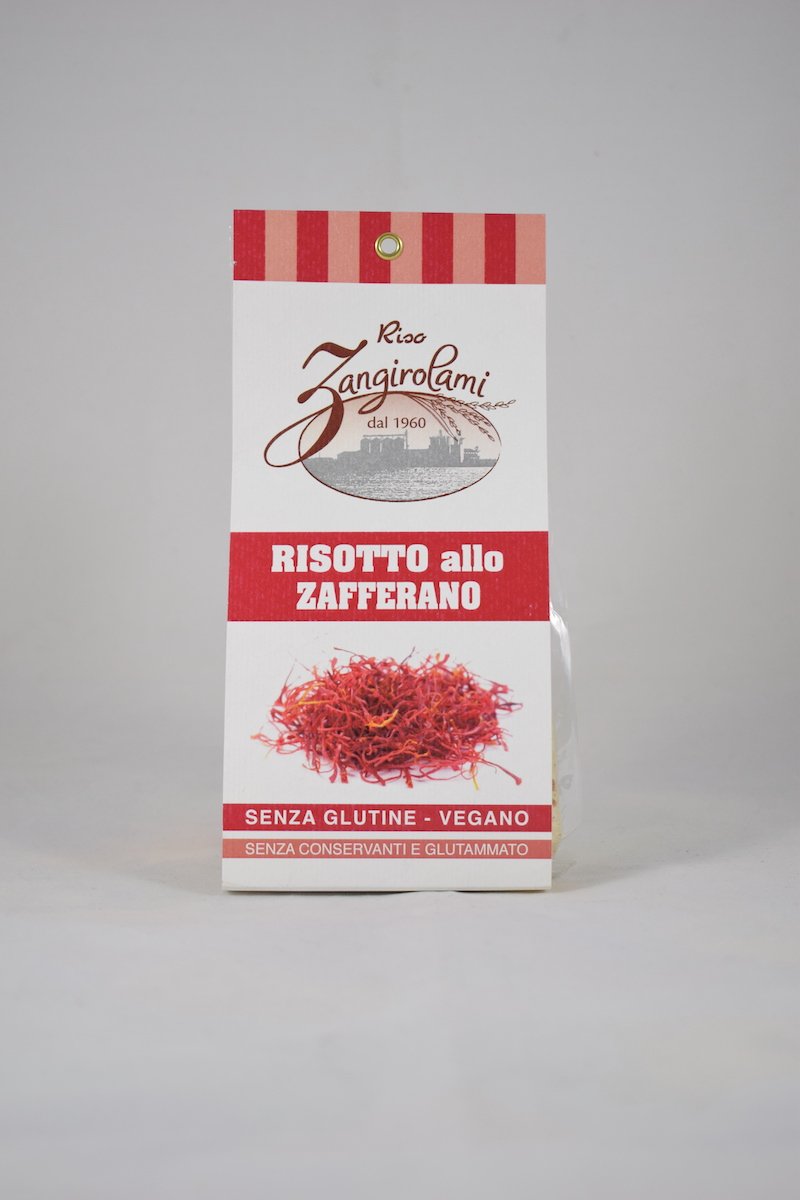 Riso
Zangirolami
dal 1960
RISOTTO allo
ZAFFERANO
SENZA GLUTINE - VEGANO
SENZA CONSERVANTI E GLUTAMMATO